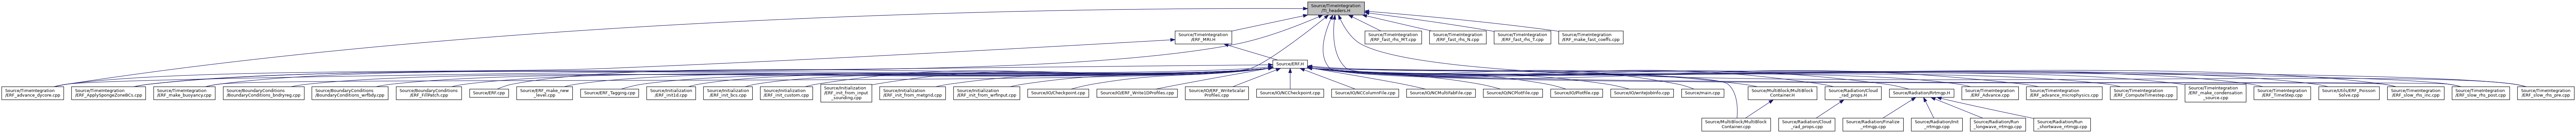 Source/TimeIntegration
/TI_headers.H
Source/TimeIntegration
/ERF_MRI.H
Source/TimeIntegration
/ERF_fast_rhs_MT.cpp
Source/TimeIntegration
/ERF_fast_rhs_N.cpp
Source/TimeIntegration
/ERF_fast_rhs_T.cpp
Source/TimeIntegration
/ERF_make_fast_coeffs.cpp
Source/ERF.H
Source/TimeIntegration
/ERF_advance_dycore.cpp
Source/TimeIntegration
/ERF_ApplySpongeZoneBCs.cpp
Source/TimeIntegration
/ERF_make_buoyancy.cpp
Source/BoundaryConditions
/BoundaryConditions_bndryreg.cpp
Source/BoundaryConditions
/BoundaryConditions_wrfbdy.cpp
Source/BoundaryConditions
/ERF_FillPatch.cpp
Source/ERF.cpp
Source/ERF_make_new
_level.cpp
Source/ERF_Tagging.cpp
Source/Initialization
/ERF_init1d.cpp
Source/Initialization
/ERF_init_bcs.cpp
Source/Initialization
/ERF_init_custom.cpp
Source/Initialization
/ERF_init_from_input
_sounding.cpp
Source/Initialization
/ERF_init_from_metgrid.cpp
Source/Initialization
/ERF_init_from_wrfinput.cpp
Source/IO/Checkpoint.cpp
Source/IO/ERF_Write1DProfiles.cpp
Source/IO/ERF_WriteScalar
Profiles.cpp
Source/IO/NCCheckpoint.cpp
Source/IO/NCColumnFile.cpp
Source/IO/NCMultiFabFile.cpp
Source/IO/NCPlotFile.cpp
Source/IO/Plotfile.cpp
Source/IO/writeJobInfo.cpp
Source/main.cpp
Source/MultiBlock/MultiBlock
Container.H
Source/Radiation/Cloud
_rad_props.H
Source/Radiation/Rrtmgp.H
Source/TimeIntegration
/ERF_Advance.cpp
Source/TimeIntegration
/ERF_advance_microphysics.cpp
Source/TimeIntegration
/ERF_ComputeTimestep.cpp
Source/TimeIntegration
/ERF_make_condensation
_source.cpp
Source/TimeIntegration
/ERF_TimeStep.cpp
Source/Utils/ERF_Poisson
Solve.cpp
Source/TimeIntegration
/ERF_slow_rhs_inc.cpp
Source/TimeIntegration
/ERF_slow_rhs_post.cpp
Source/TimeIntegration
/ERF_slow_rhs_pre.cpp
Source/MultiBlock/MultiBlock
Container.cpp
Source/Radiation/Cloud
_rad_props.cpp
Source/Radiation/Finalize
_rrtmgp.cpp
Source/Radiation/Init
_rrtmgp.cpp
Source/Radiation/Run
_longwave_rrtmgp.cpp
Source/Radiation/Run
_shortwave_rrtmgp.cpp